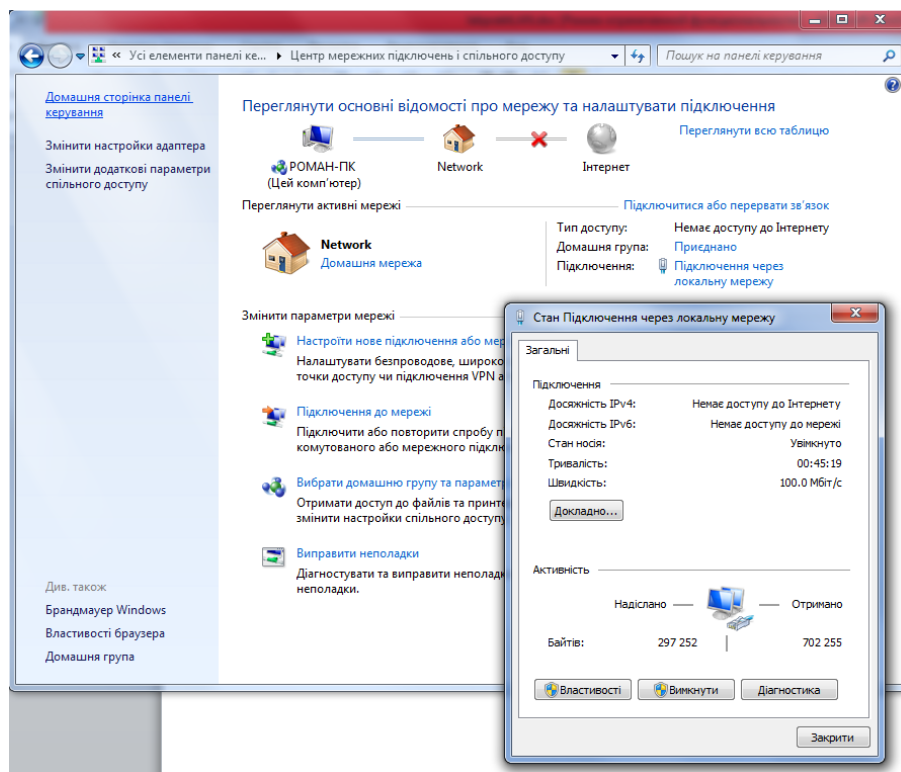 « Усі елементи панелі ке... Центр мережних підключень і спільного доступу
Пошук на панелі керування
Домашня сторінка панелі
керування
Змінити настройки адаптера
Змінити додаткові параметри
спільного доступу
Див. також
Брандмауер Windows
Властивості браузера
Домашня група
Переглянути основні відомості про мережу та налаштувати підключення
Переглянути всю таблицю
РОМАН-ПК
(Цей комп'ютер)
Network
Інтернет
Переглянути активні мережі
Підключитися або перервати зв'язок
Network
Домашня мережа
Тип доступу: Немає доступу до Інтернету
Домашня група: Приєднано
Підключення: Підключення через
локальну мережу
Змінити параметри мережі
Настроїти нове підключення або мер
Налаштувати безпроводове, широко
точки доступу чи підключення VPN а
Підключення до мережі
Підключити або повторити спробу п
комутованого або мережного підклю
Вибрати домашню групу та парамет
Отримати доступ до файлів та принте
змінити настройки спільного доступу
Виправити неполадки
Діагностувати та виправити неполадк
неполадки.
Стан Підключення через локальну мережу
Загальні
Підключення
Досяжність IPv4: Немає доступу до Інтернету
Досяжність IPv6: Немає доступу до мережі
Стан носія: Увімкнуто
Тривалість: 00:45:19
Швидкість: 100.0 Мбіт/с
Докладно...
Активність
Надіслано — — Отримано
Байтів: 297 252 | 702 255
Властивості Вимкнути Діагностика
Закрити